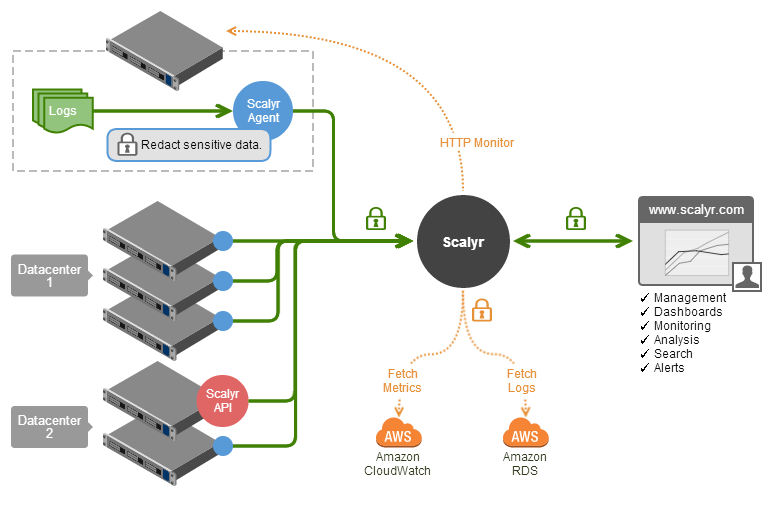 Logs
Scalyr
Agent
Redact sensitive data.
HTTP Monitor
Datacenter
1
Datacenter
2
Scalyr
API
Scalyr
www.scalyr.com
✓ Management
✓ Dashboards
✓ Monitoring
✓ Analysis
✓ Search
✓ Alerts
Fetch
Metrics
Fetch
Logs
AWS
Amazon
CloudWatch
AWS
Amazon
RDS